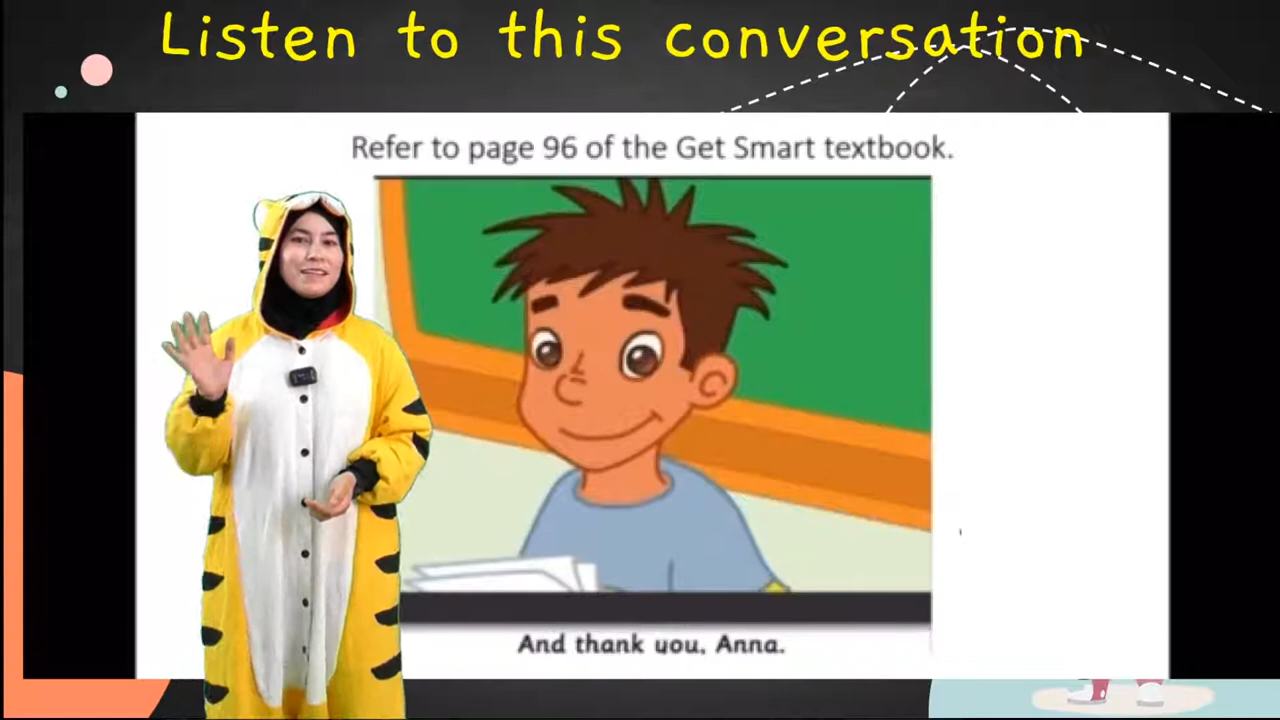 Listen to this conversation
Refer to page 96 of the Get Smart textbook.
And thank you, Anna.